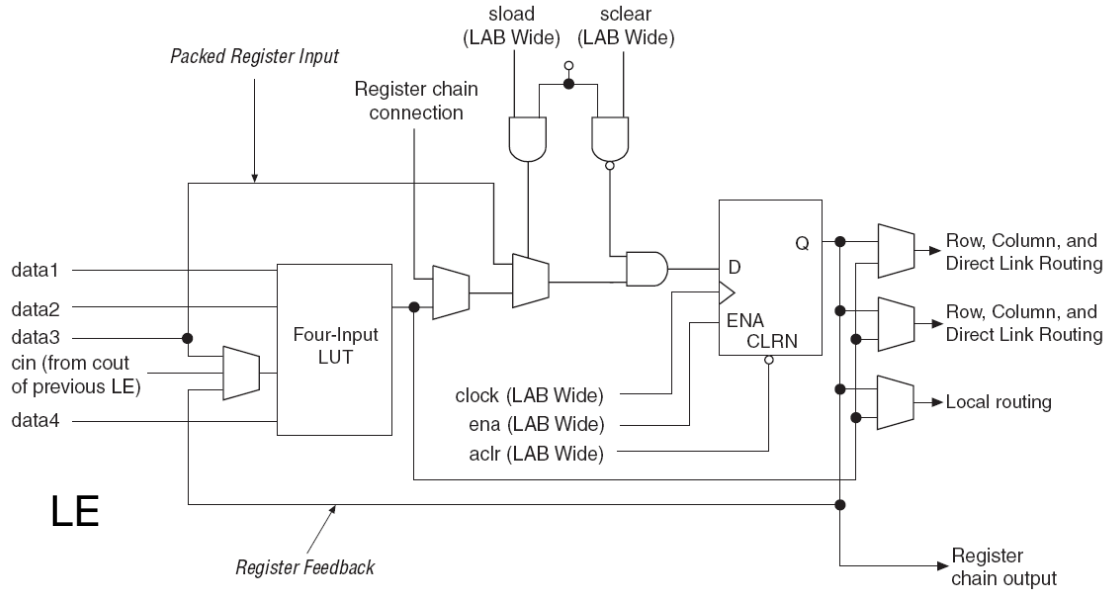 sload
(LAB Wide)
sclear
(LAB Wide)
Packed Register Input
Register chain
connection
data1
data2
data3
cin (from cout
of previous LE)
data4
Four-Input
LUT
D
Q
ENA
CLRN
clock (LAB Wide)
ena (LAB Wide)
aclr (LAB Wide)
Row, Column, and
Direct Link Routing
Row, Column, and
Direct Link Routing
Local routing
LE
Register Feedback
Register
chain output